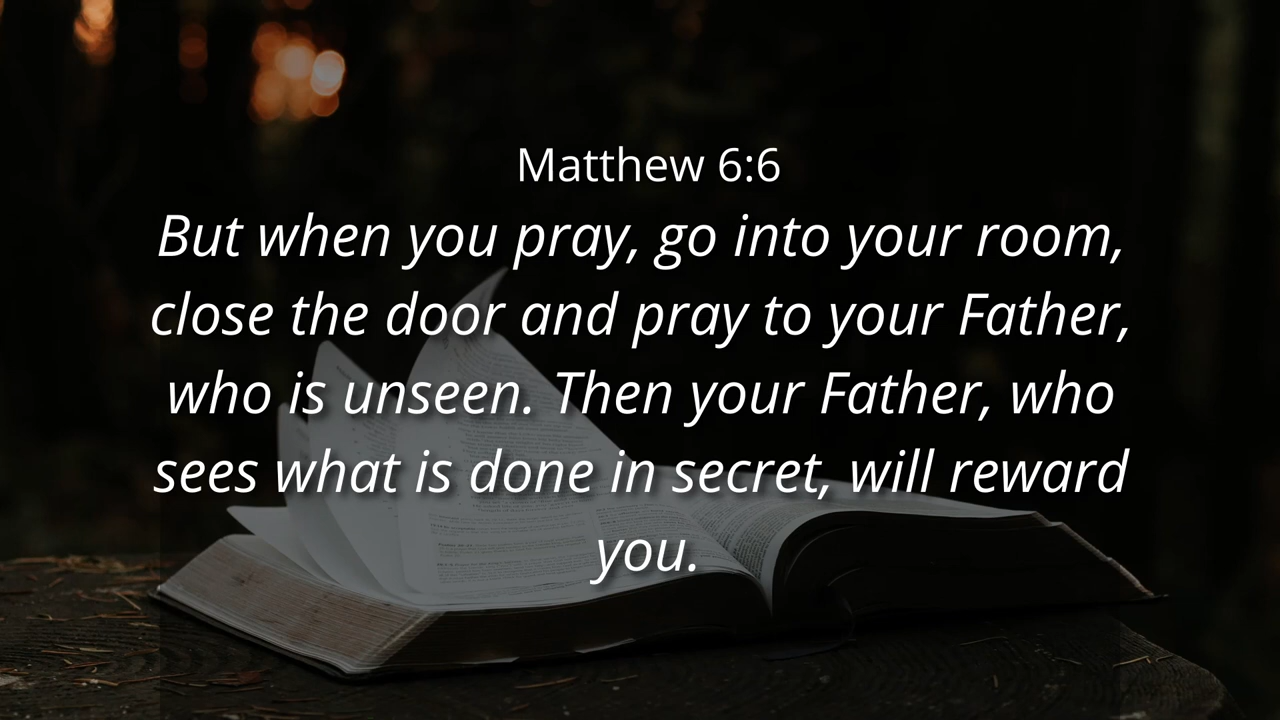 Matthew 6:6
But when you pray, go into your room,
close the door and pray to your Father,
who is unseen. Then your Father, who
sees what is done in secret, will reward
you.